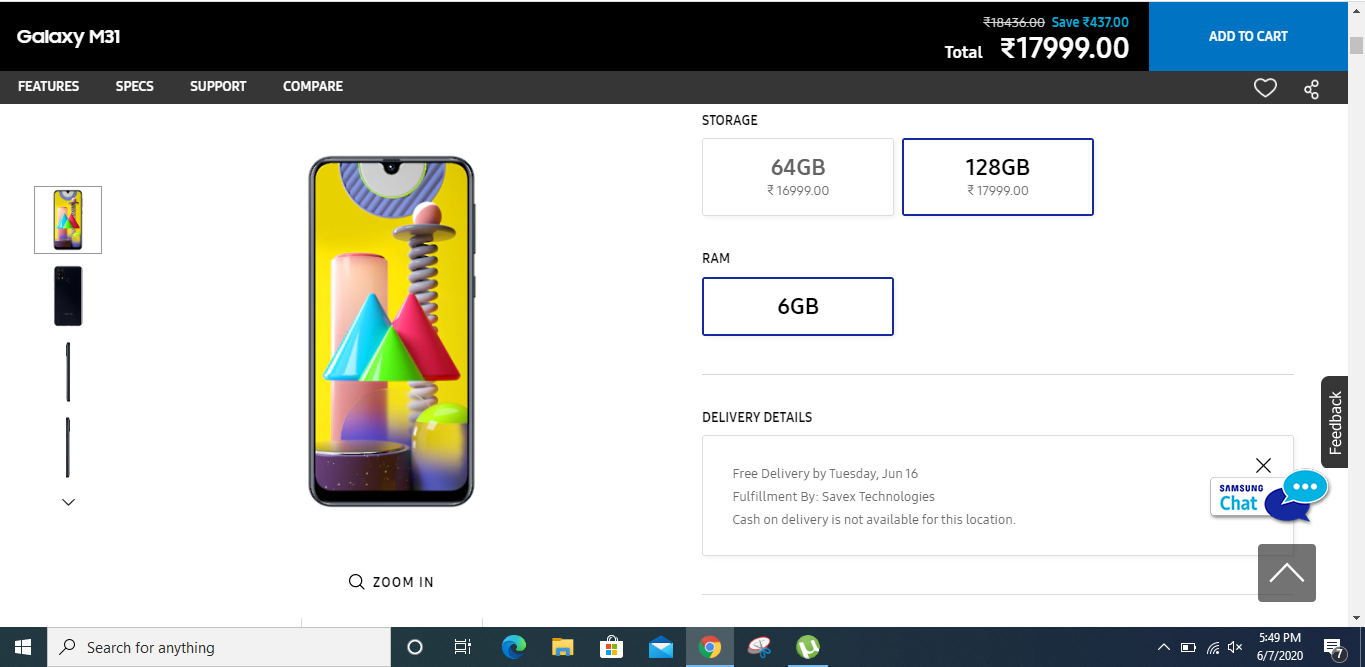 Galaxy M31
₹18436.00 Save ₹437.00
Total ₹17999.00
ADD TO CART
FEATURES SPECS SUPPORT COMPARE
STORAGE
64GB
₹ 16999.00
128GB
₹ 17999.00
RAM
6GB
DELIVERY DETAILS
Free Delivery by Tuesday, Jun 16
Fulfillment By: Savex Technologies
Cash on delivery is not available for this location.
Feedback
SAMSUNG
Chat
ZOOM IN
Search for anything
5:49 PM
6/7/2020
7